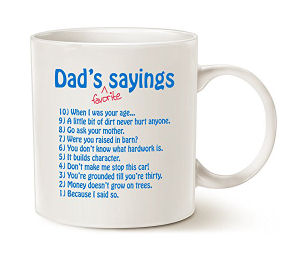 Dad's sayings
favorite
10) When I was your age...
9) A little bit of dirt never hurt anyone.
8) Go ask your mother.
7) Were you raised in barn?
6) You don't know what hardwork is.
5) It builds character.
4) Don't make me stop this car!
3) You're grounded till you're thirty.
2) Money doesn't grow on trees.
1) Because I said so.